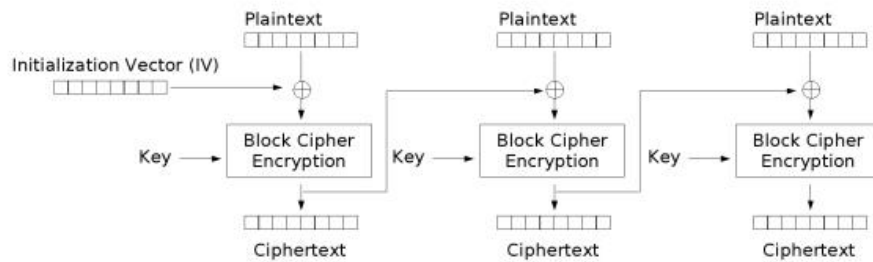 Plaintext
Plaintext
Plaintext
Initialization Vector (IV)
Key
Block Cipher
Encryption
Key
Block Cipher
Encryption
Key
Block Cipher
Encryption
Ciphertext
Ciphertext
Ciphertext